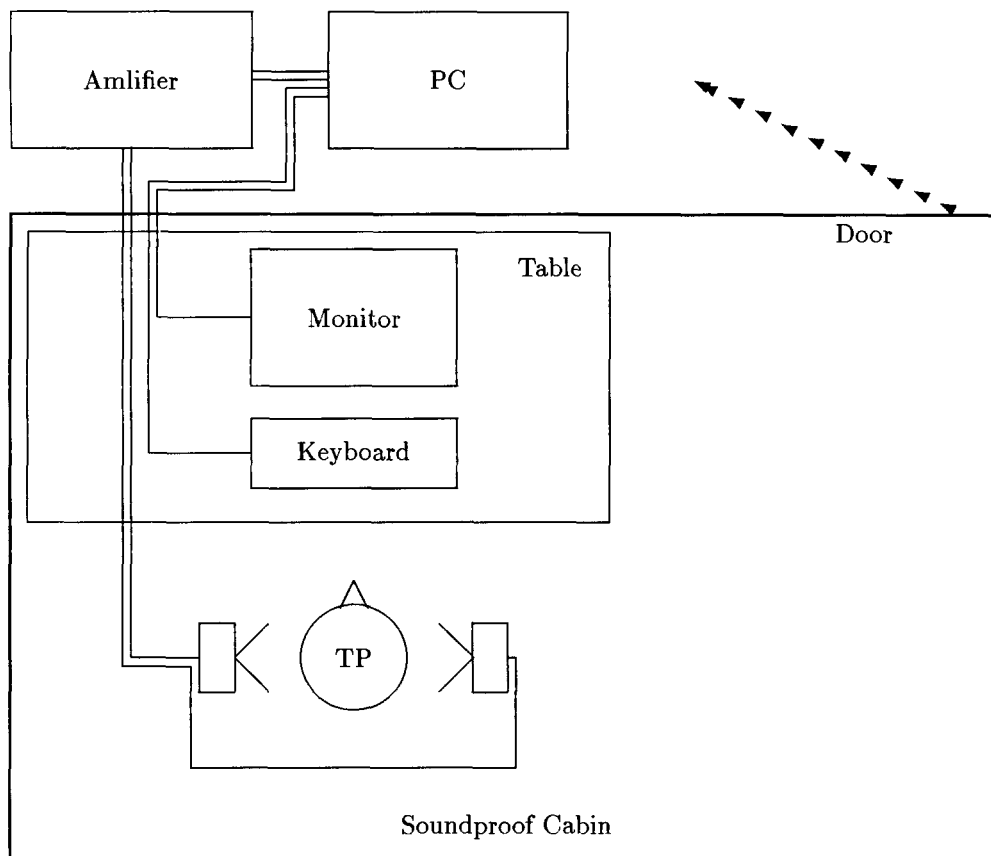 Amlifier
PC
Door
Table
Monitor
Keyboard
TP
Soundproof Cabin